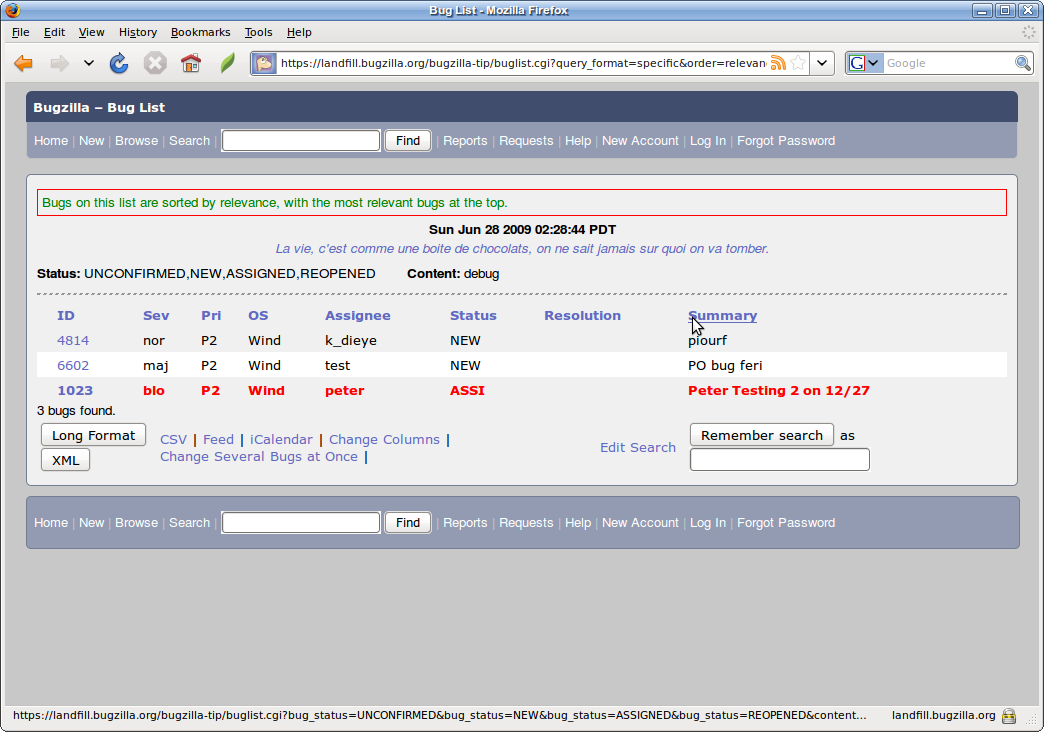 Bug List - Mozilla Firefox
File Edit View History Bookmarks Tools Help
https://landfill.bugzilla.org/bugzilla-tip/buglist.cgi?query_format=specific&order=relevan
Google
Bugzilla – Bug List
Home | New | Browse | Search | Find | Reports | Requests | Help | New Account | Log In | Forgot Password
Bugs on this list are sorted by relevance, with the most relevant bugs at the top.
Sun Jun 28 2009 02:28:44 PDT
La vie, c'est comme une boite de chocolats, on ne sait jamais sur quoi on va tomber.
Status: UNCONFIRMED,NEW,ASSIGNED,REOPENED Content: debug
ID Sev Pri OS Assignee Status Resolution Summary
4814 nor P2 Wind k_dieye NEW piourf
6602 maj P2 Wind test NEW PO bug feri
1023 blo P2 Wind peter ASSI Peter Testing 2 on 12/27
3 bugs found.
Long Format CSV | Feed | iCalendar | Change Columns | Edit Search Remember search as
XML Change Several Bugs at Once |
Home | New | Browse | Search | Find | Reports | Requests | Help | New Account | Log In | Forgot Password
https://landfill.bugzilla.org/bugzilla-tip/buglist.cgi?bug_status=UNCONFIRMED&bug_status=NEW&bug_status=ASSIGNED&bug_status=REOPENED&content... landfill.bugzilla.org